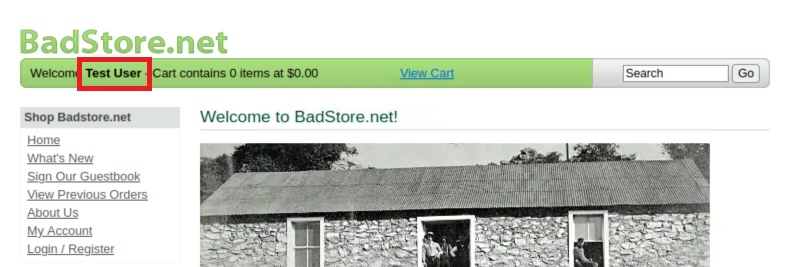 BadStore.net
Welcome Test User - Cart contains 0 items at $0.00 View Cart Search Go
Shop Badstore.net
Home
What's New
Sign Our Guestbook
View Previous Orders
About Us
My Account
Login / Register
Welcome to BadStore.net!